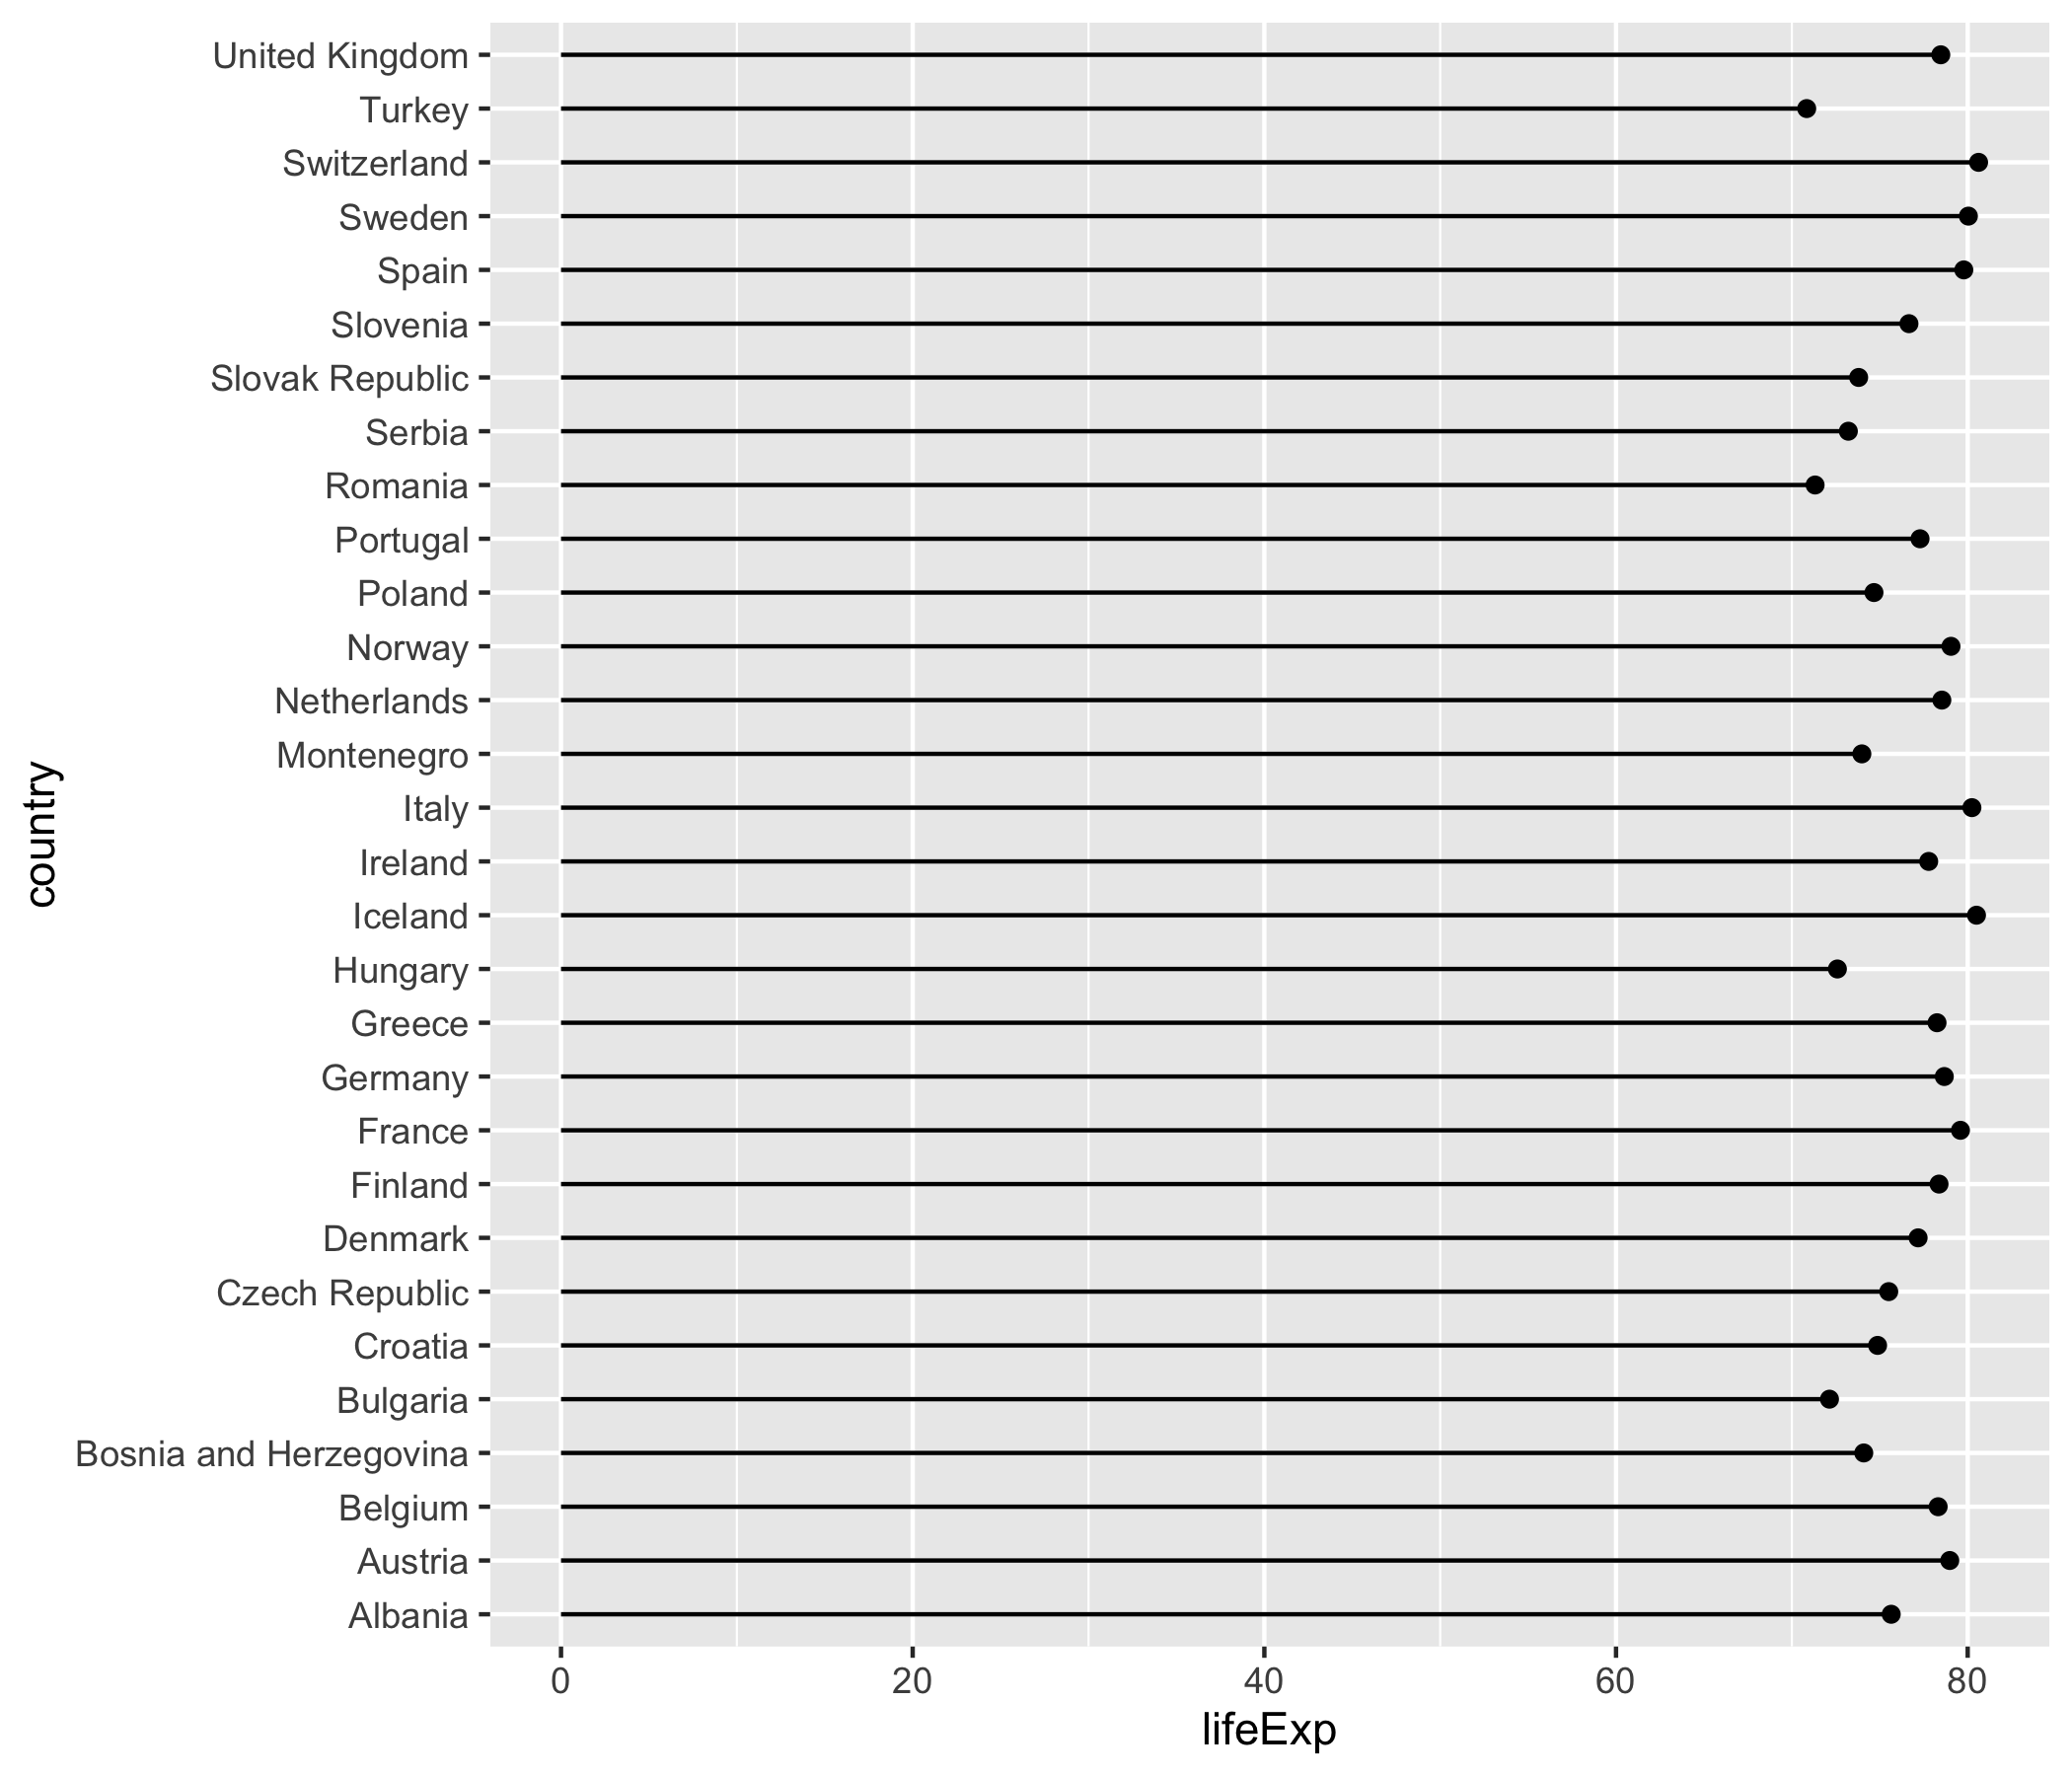 United Kingdom
Turkey
Switzerland
Sweden
Spain
Slovenia
Slovak Republic
Serbia
Romania
Portugal
Poland
Norway
Netherlands
Montenegro
Italy
Ireland
Iceland
Hungary
Greece
Germany
France
Finland
Denmark
Czech Republic
Croatia
Bulgaria
Bosnia and Herzegovina
Belgium
Austria
Albania
country
0 20 40 60 80
lifeExp